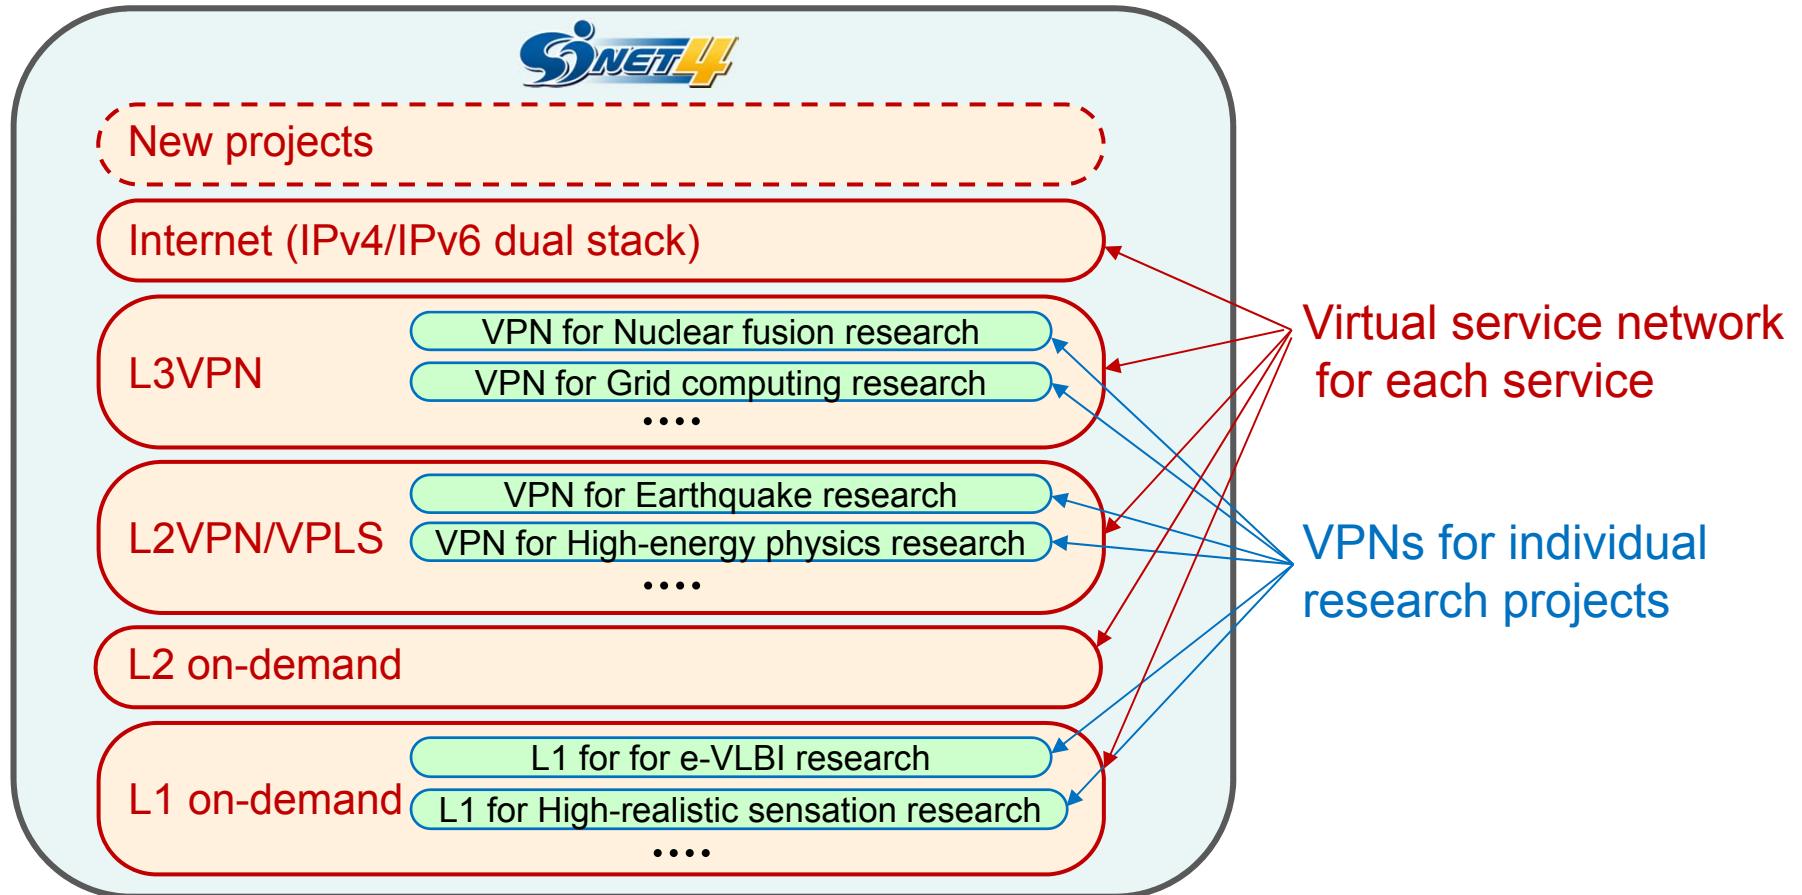 SINET4
New projects
Internet (IPv4/IPv6 dual stack)
L3VPN
VPN for Nuclear fusion research
VPN for Grid computing research
••••
L2VPN/VPLS
VPN for Earthquake research
VPN for High-energy physics research
••••
L2 on-demand
L1 on-demand
L1 for for e-VLBI research
L1 for High-realistic sensation research
••••
Virtual service network
for each service
VPNs for individual
research projects